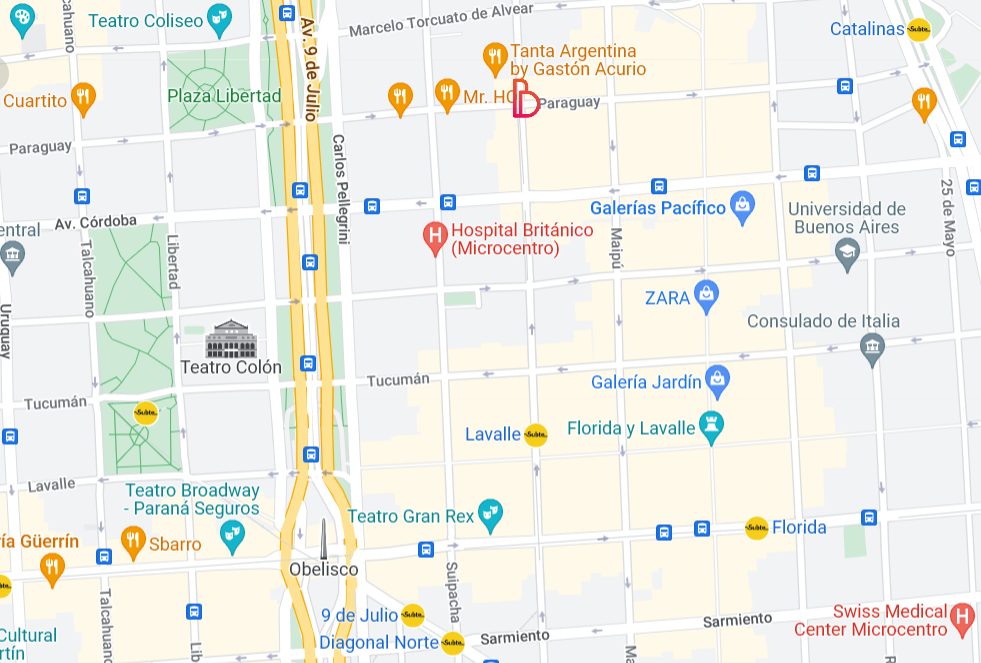 Marcelo Torcuato de Alvear
Teatro Coliseo
Catalinas
Subte
Tanta Argentina
by Gastón Acurio
Av. 9 de Julio
cahuano
Plaza Libertad
Cuartito
Mr. HO
Paraguay
Paraguay
Carlos Pellegrini
Galerías Pacífico
Universidad de
Buenos Aires
25 de Mayo
Av. Córdoba
entral
Hospital Británico
(Microcentro)
H
Maipú
Talcahuano
Libertad
ZARA
Uruguay
Consulado de Italia
Teatro Colón
Tucumán
Galería Jardín
Tucumán
Subte
Lavalle
Subte
Florida y Lavalle
Lavalle
Teatro Broadway
- Paraná Seguros
Teatro Gran Rex
Florida
Subte
ía Güerrín
Sbarro
Obelisco
Suipacha
Talcahuano
Lib
9 de Julio
Subte
Diagonal Norte
Subte
Sarmiento
Sarmiento
Swiss Medical
Center Microcentro
H
Cultural
rtín
Ma